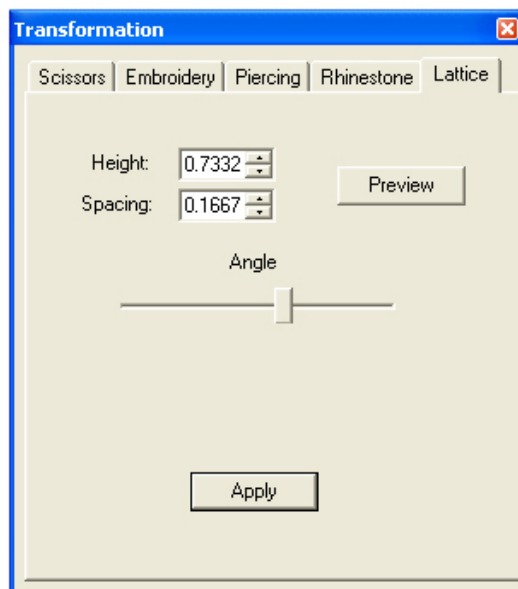 Transformation
Scissors Embroidery Piercing Rhinestone Lattice
Height: 0.7332
Preview
Spacing: 0.1667
Angle
Apply